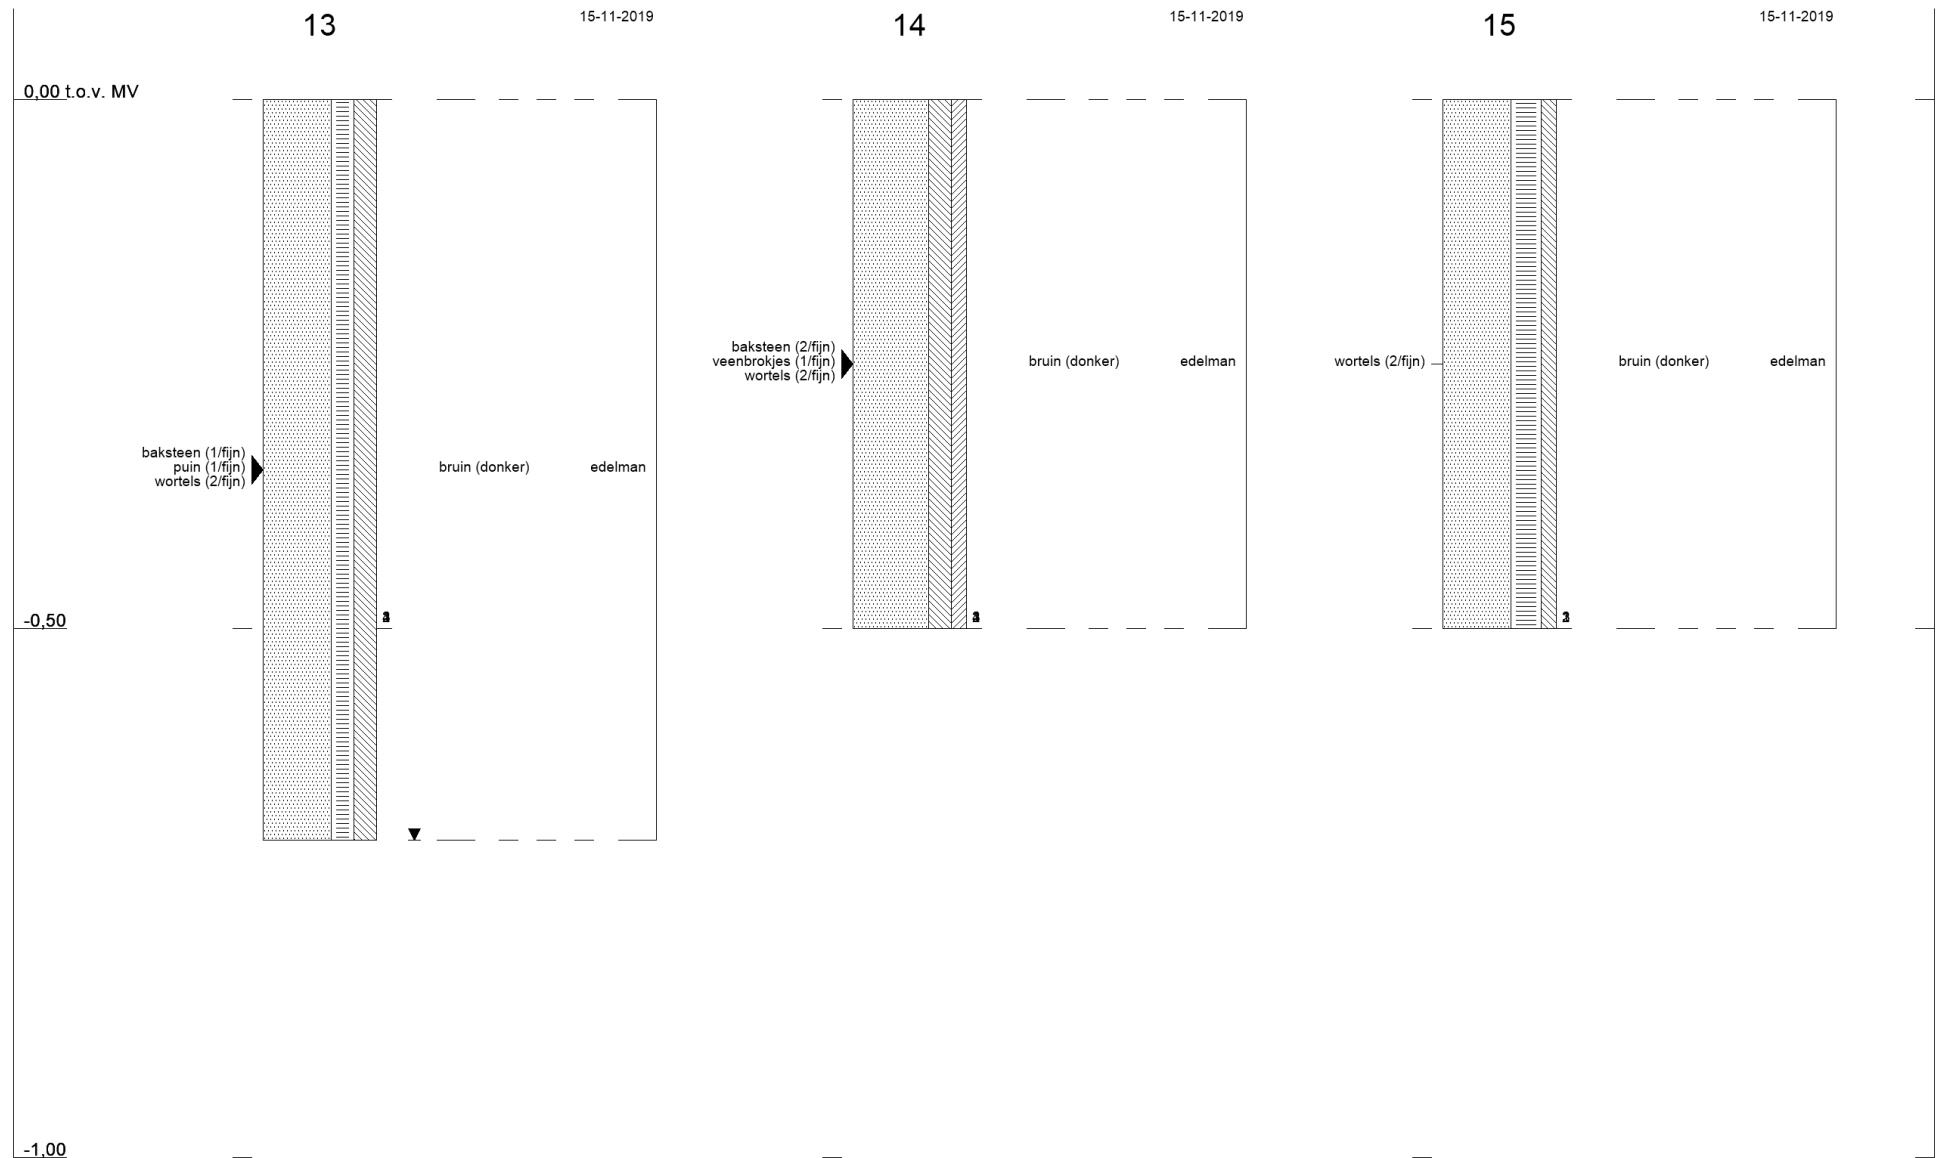 13
15-11-2019
14
15-11-2019
15
15-11-2019
0,00 t.o.v. MV
baksteen (2/fijn)
veenbrokjes (1/fijn)
wortels (2/fijn)
bruin (donker)
edelman
wortels (2/fijn)
bruin (donker)
edelman
baksteen (1/fijn)
puin (1/fijn)
wortels (2/fijn)
bruin (donker)
edelman
-0,50
-1,00